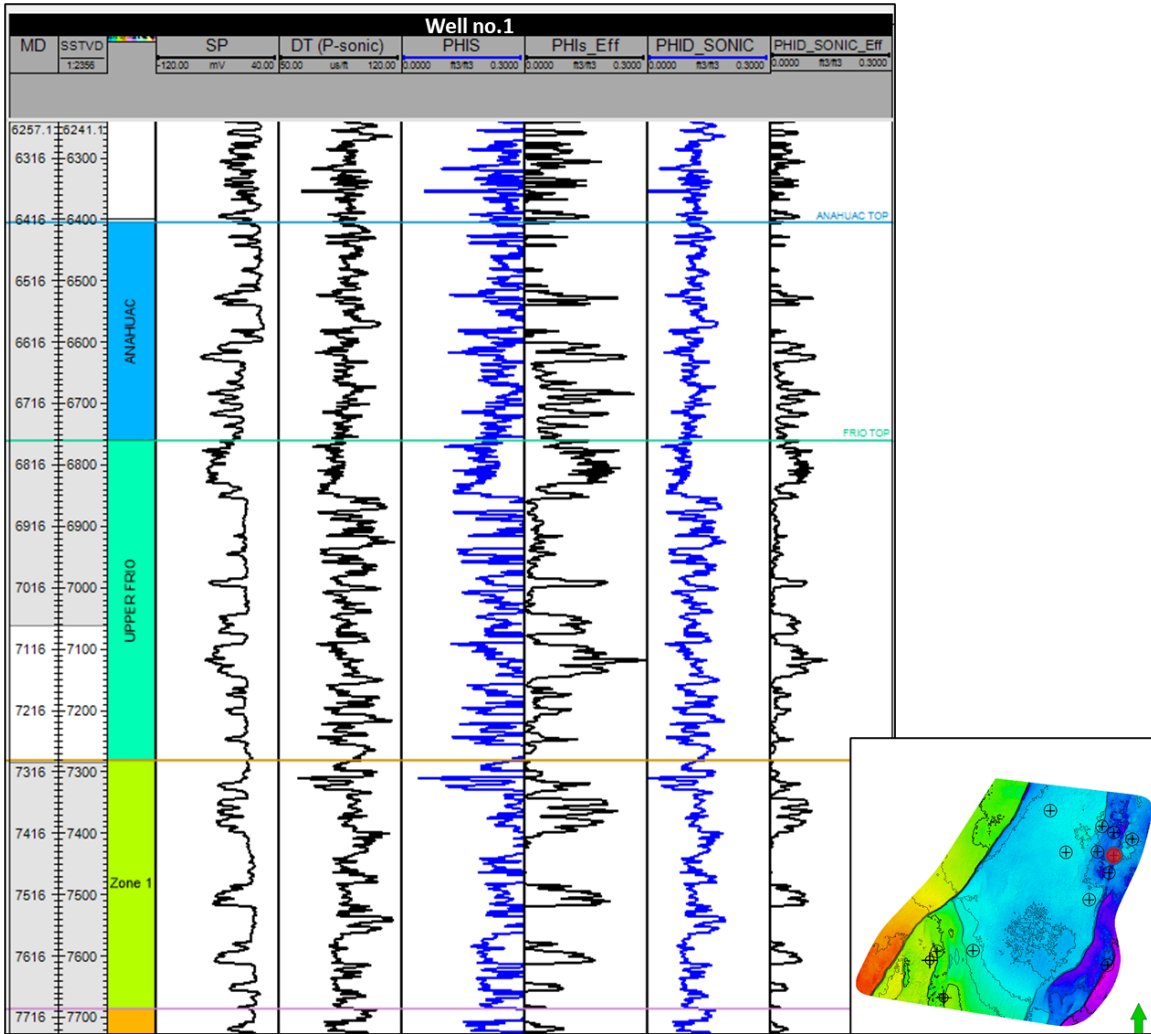 Well no.1
MD SSTVD SP DT (P-sonic) PHIS PHIs_Eff PHID_SONIC PHID_SONIC_Eff
1:2356 -120.00 mV 40.00 50.00 us/ft 120.00 0.0000 ft3/ft3 0.3000 0.0000 ft3/ft3 0.3000 0.0000 ft3/ft3 0.3000 0.0000 ft3/ft3 0.3000
6257.1 6241.1
6316 6300
6416 6400 ANAHUAC TOP
6516 6500
ANAHUAC
6616 6600
6716 6700
FRIO TOP
6816 6800
6916 6900
7016 7000
UPPER FRIO
7116 7100
7216 7200
7316 7300
7416 7400
Zone 1
7516 7500
7616 7600
7716 7700